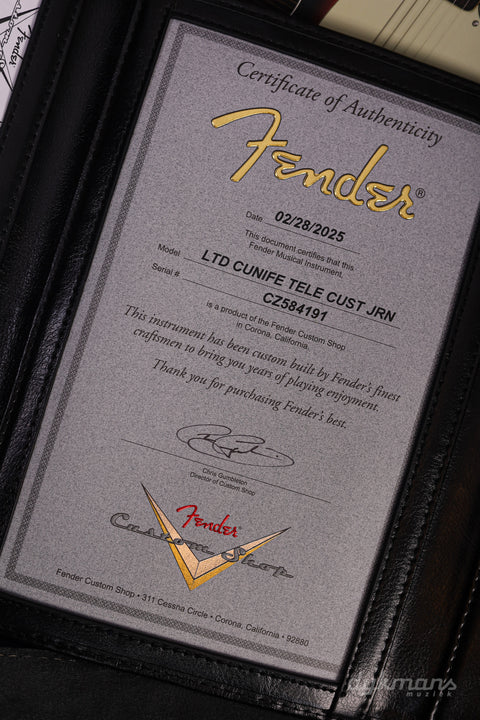 Certificate of Authenticity
Fender®
Date 02/28/2025
This document certifies that this
Fender Musical Instrument.
Model LTD CUNIFE TELE CUST JRN
Serial # CZ584191
is a product of the Fender Custom Shop
in Corona, California.
This instrument has been custom built by Fender's finest
craftsmen to bring you years of playing enjoyment.
Thank you for purchasing Fender's best.
Chris Gumbleton
Director of Custom Shop
Fender
Custom Shop
Fender Custom Shop • 311 Cessna Circle • Corona, California • 92880
Fender
muziek